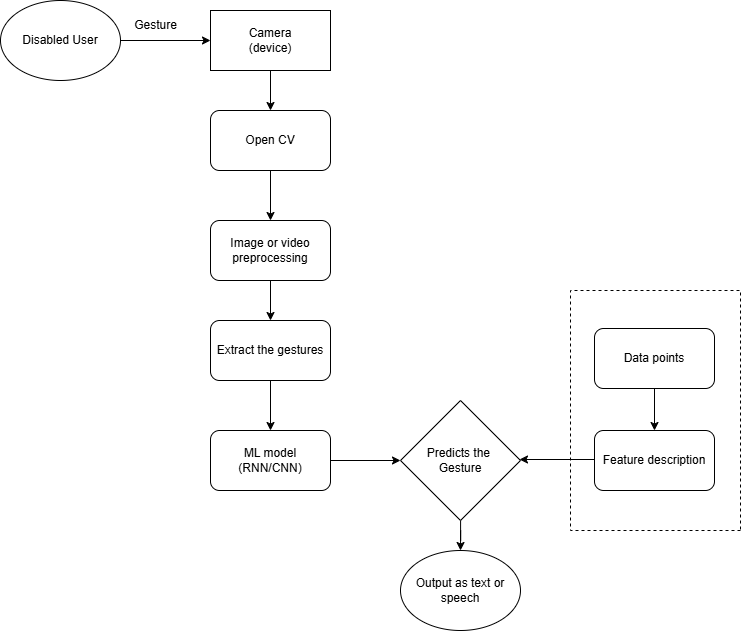 Disabled User
Gesture
Camera
(device)
Open CV
Image or video
preprocessing
Extract the gestures
ML model
(RNN/CNN)
Predicts the
Gesture
Data points
Feature description
Output as text or
speech